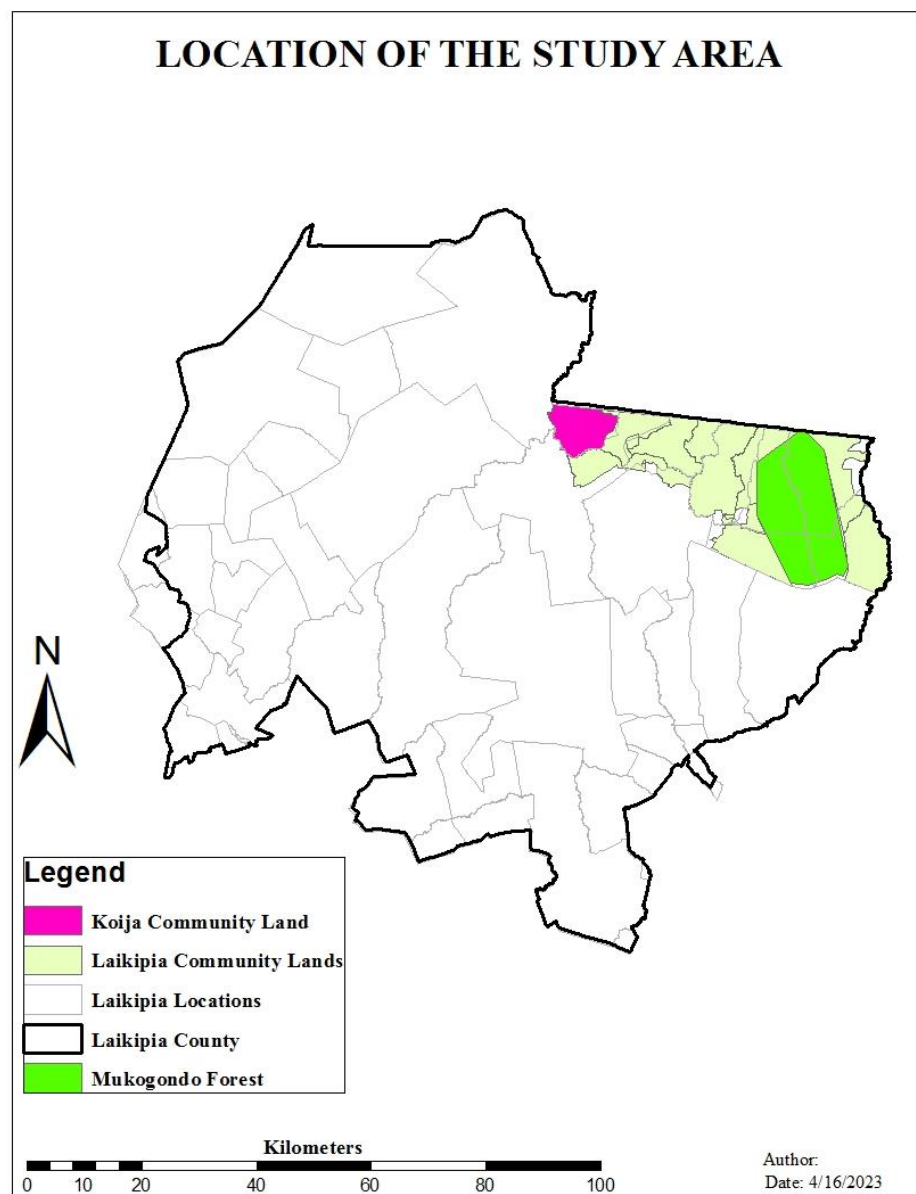 LOCATION OF THE STUDY AREA
N
Legend
Koija Community Land
Laikipia Community Lands
Laikipia Locations
Laikipia County
Mukogondo Forest
Kilometers
0 10 20 40 60 80 100
Author:
Date: 4/16/2023